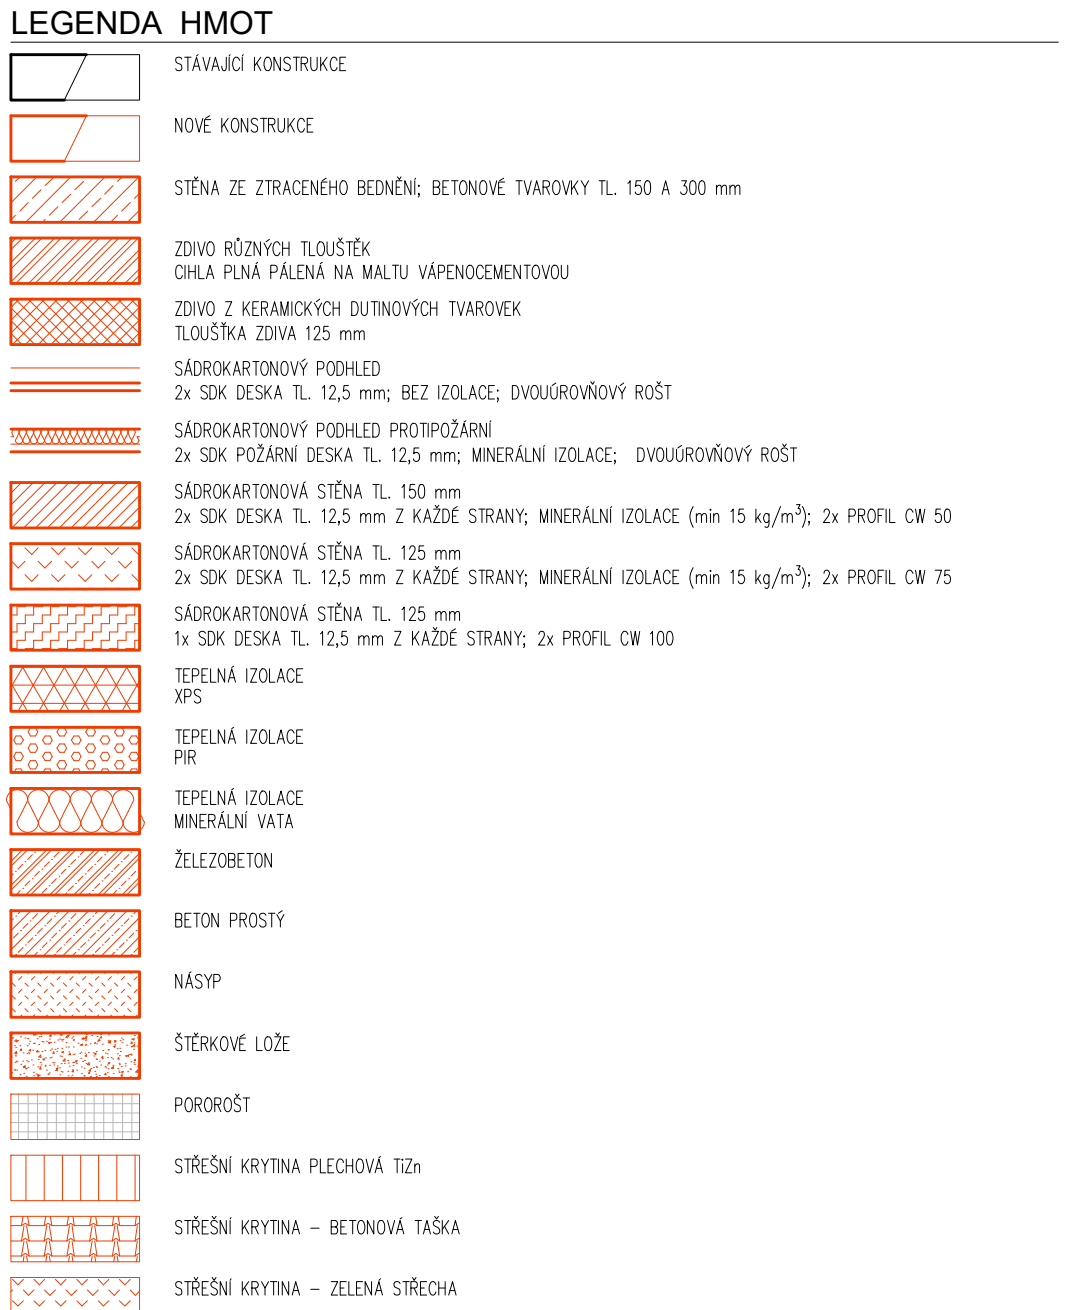 LEGENDA HMOT
STÁVAJÍCÍ KONSTRUKCE
NOVÉ KONSTRUKCE
STĚNA ZE ZTRACENÉHO BEDNĚNÍ; BETONOVÉ TVAROVKY TL. 150 A 300 mm
ZDIVO RŮZNÝCH TLOUŠTĚK
CIHLA PLNÁ PÁLENÁ NA MALTU VÁPENOCEMENTOVOU
ZDIVO Z KERAMICKÝCH DUTINOVÝCH TVAROVEK
TLOUŠŤKA ZDIVA 125 mm
SÁDROKARTONOVÝ PODHLED
2x SDK DESKA TL. 12,5 mm; BEZ IZOLACE; DVOUÚROVŇOVÝ ROŠT
SÁDROKARTONOVÝ PODHLED PROTIPOŽÁRNÍ
2x SDK POŽÁRNÍ DESKA TL. 12,5 mm; MINERÁLNÍ IZOLACE; DVOUÚROVŇOVÝ ROŠT
SÁDROKARTONOVÁ STĚNA TL. 150 mm
2x SDK DESKA TL. 12,5 mm Z KAŽDÉ STRANY; MINERÁLNÍ IZOLACE (min 15 kg/m³); 2x PROFIL CW 50
SÁDROKARTONOVÁ STĚNA TL. 125 mm
2x SDK DESKA TL. 12,5 mm Z KAŽDÉ STRANY; MINERÁLNÍ IZOLACE (min 15 kg/m³); 2x PROFIL CW 75
SÁDROKARTONOVÁ STĚNA TL. 125 mm
1x SDK DESKA TL. 12,5 mm Z KAŽDÉ STRANY; 2x PROFIL CW 100
TEPELNÁ IZOLACE
XPS
TEPELNÁ IZOLACE
PIR
TEPELNÁ IZOLACE
MINERÁLNÍ VATA
ŽELEZOBETON
BETON PROSTÝ
NÁSYP
ŠTĚRKOVÉ LOŽE
POROROŠT
STŘEŠNÍ KRYTINA PLECHOVÁ TiZn
STŘEŠNÍ KRYTINA – BETONOVÁ TAŠKA
STŘEŠNÍ KRYTINA – ZELENÁ STŘECHA